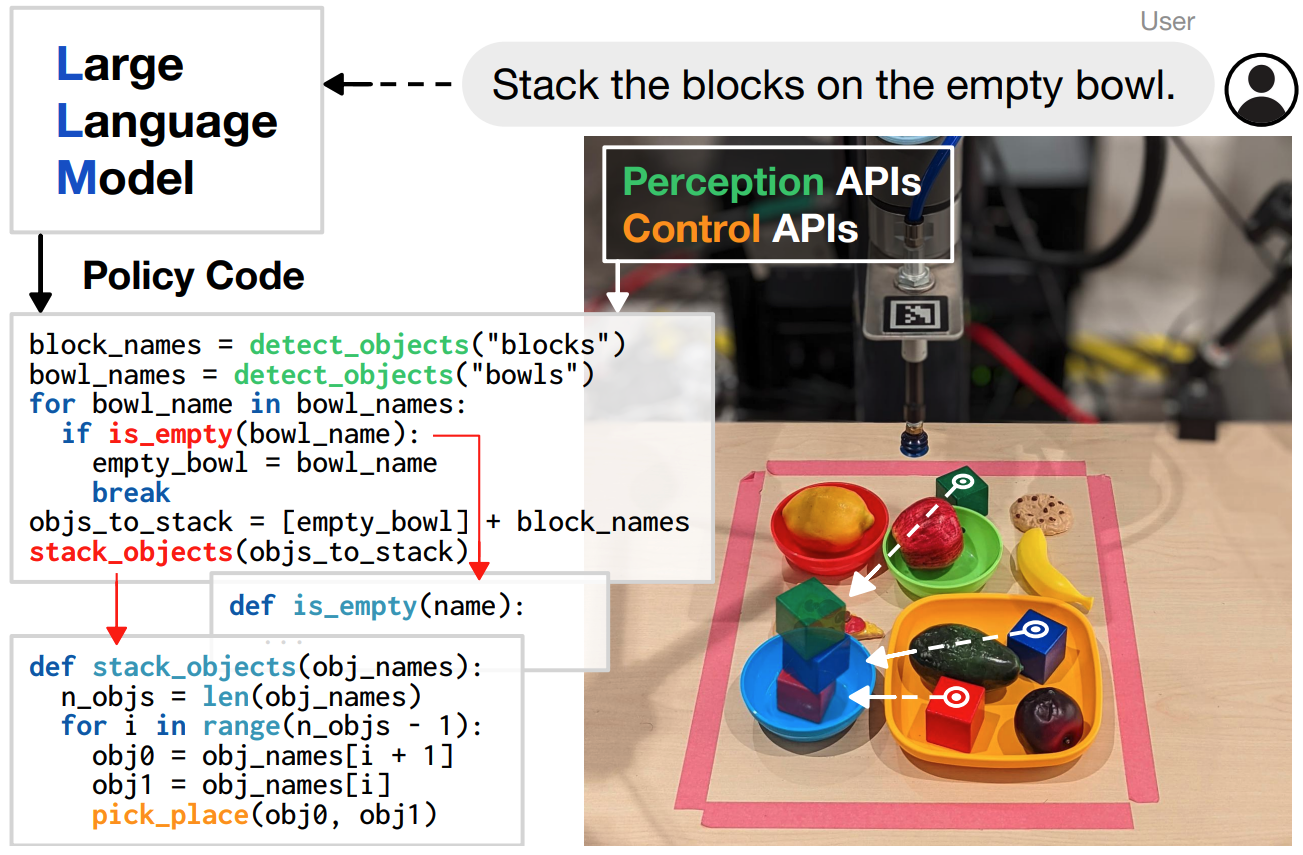 Large
Language
Model
User
Stack the blocks on the empty bowl.
Perception APIs
Control APIs
Policy Code
block_names = detect_objects("blocks")
bowl_names = detect_objects("bowls")
for bowl_name in bowl_names:
  if is_empty(bowl_name):
    empty_bowl = bowl_name
    break
objs_to_stack = [empty_bowl] + block_names
stack_objects(objs_to_stack)
def is_empty(name):
...
def stack_objects(obj_names):
  n_objs = len(obj_names)
  for i in range(n_objs - 1):
    obj0 = obj_names[i + 1]
    obj1 = obj_names[i]
    pick_place(obj0, obj1)